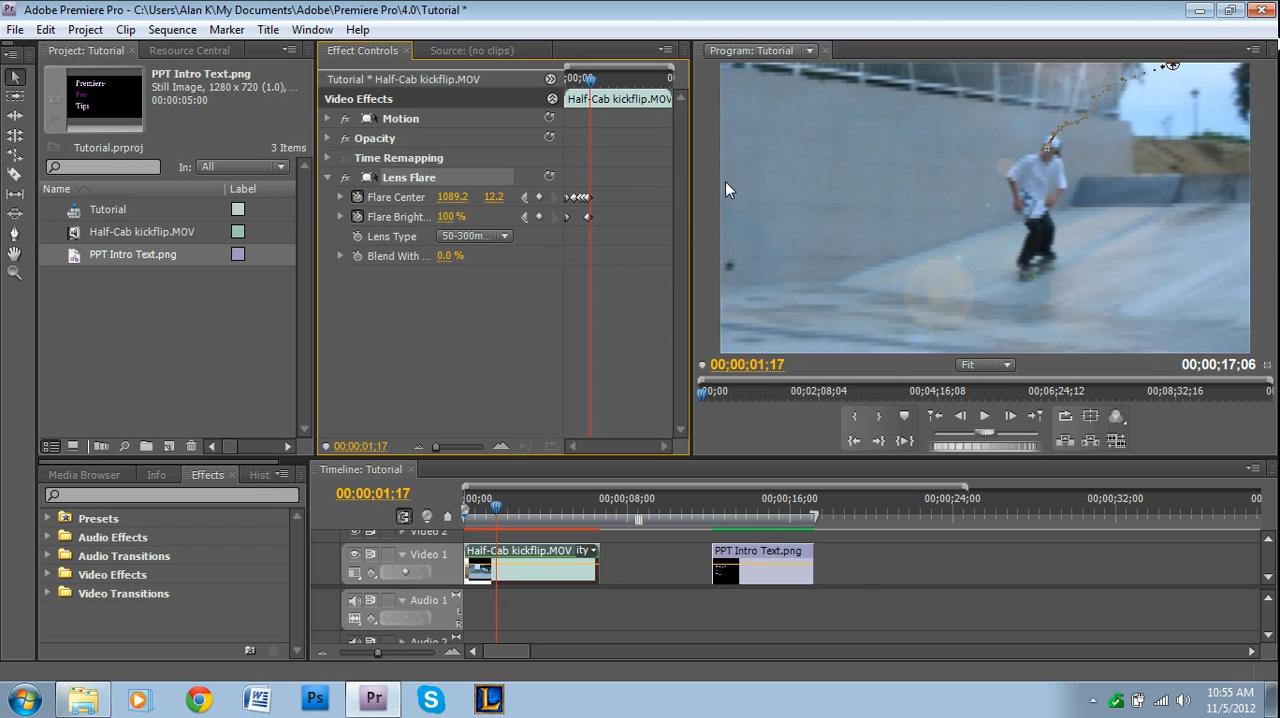 Adobe Premiere Pro - C:\Users\Alan K\My Documents\Adobe\Premiere Pro\4.0\Tutorial *
File Edit Project Clip Sequence Marker Title Window Help
Project: Tutorial Resource Central
PPT Intro Text.png
Still Image, 1280 x 720 (1.0), ...
00;00;05;00
Premiere
Pro
Tips
Tutorial.prproj 3 Items
In: All
Name Label
Tutorial
Half-Cab kickflip.MOV
PPT Intro Text.png
Effect Controls Source: (no clips)
Tutorial * Half-Cab kickflip.MOV
;00;00 0
Video Effects Half-Cab kickflip.MOV
Motion
Opacity
Time Remapping
Lens Flare
Flare Center 1089.2 12.2
Flare Bright... 100 %
Lens Type 50-300m...
Blend With ... 0.0 %
00;00;01;17
Program: Tutorial
00;00;01;17 Fit 00;00;17;06
00;00 00;02;08;04 00;04;16;08 00;06;24;12 00;08;32;16 0
Media Browser Info Effects Hist
Presets
Audio Effects
Audio Transitions
Video Effects
Video Transitions
Timeline: Tutorial
00;00;01;17
;00;00 00;00;08;00 00;00;16;00 00;00;24;00 00;00;32;00 00
Video 2
Video 1
Half-Cab kickflip.MOV ity
PPT Intro Text.png
Audio 1
L
R
Audio 2
W Ps Pr S L
10:55 AM
11/5/2012